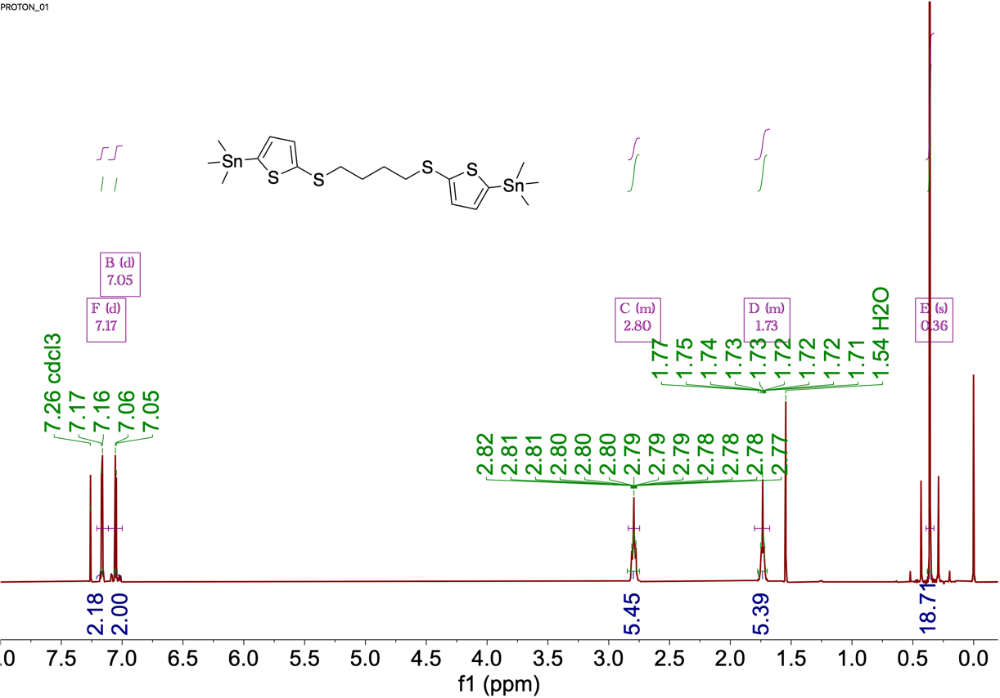 PROTON_01
Sn
S
S
S
S
Sn
B (d)
7.05
F (d)
7.17
C (m)
2.80
D (m)
1.73
E (s)
0.36
7.26 cdcl3
7.17
7.16
7.06
7.05
2.82
2.81
2.81
2.80
2.80
2.80
2.79
2.79
2.79
2.78
2.78
2.78
2.77
1.77
1.75
1.74
1.73
1.73
1.72
1.72
1.72
1.71
1.54 H2O
2.18
2.00
5.45
5.39
18.71
.0 7.5 7.0 6.5 6.0 5.5 5.0 4.5 4.0 3.5 3.0 2.5 2.0 1.5 1.0 0.5 0.0
f1 (ppm)